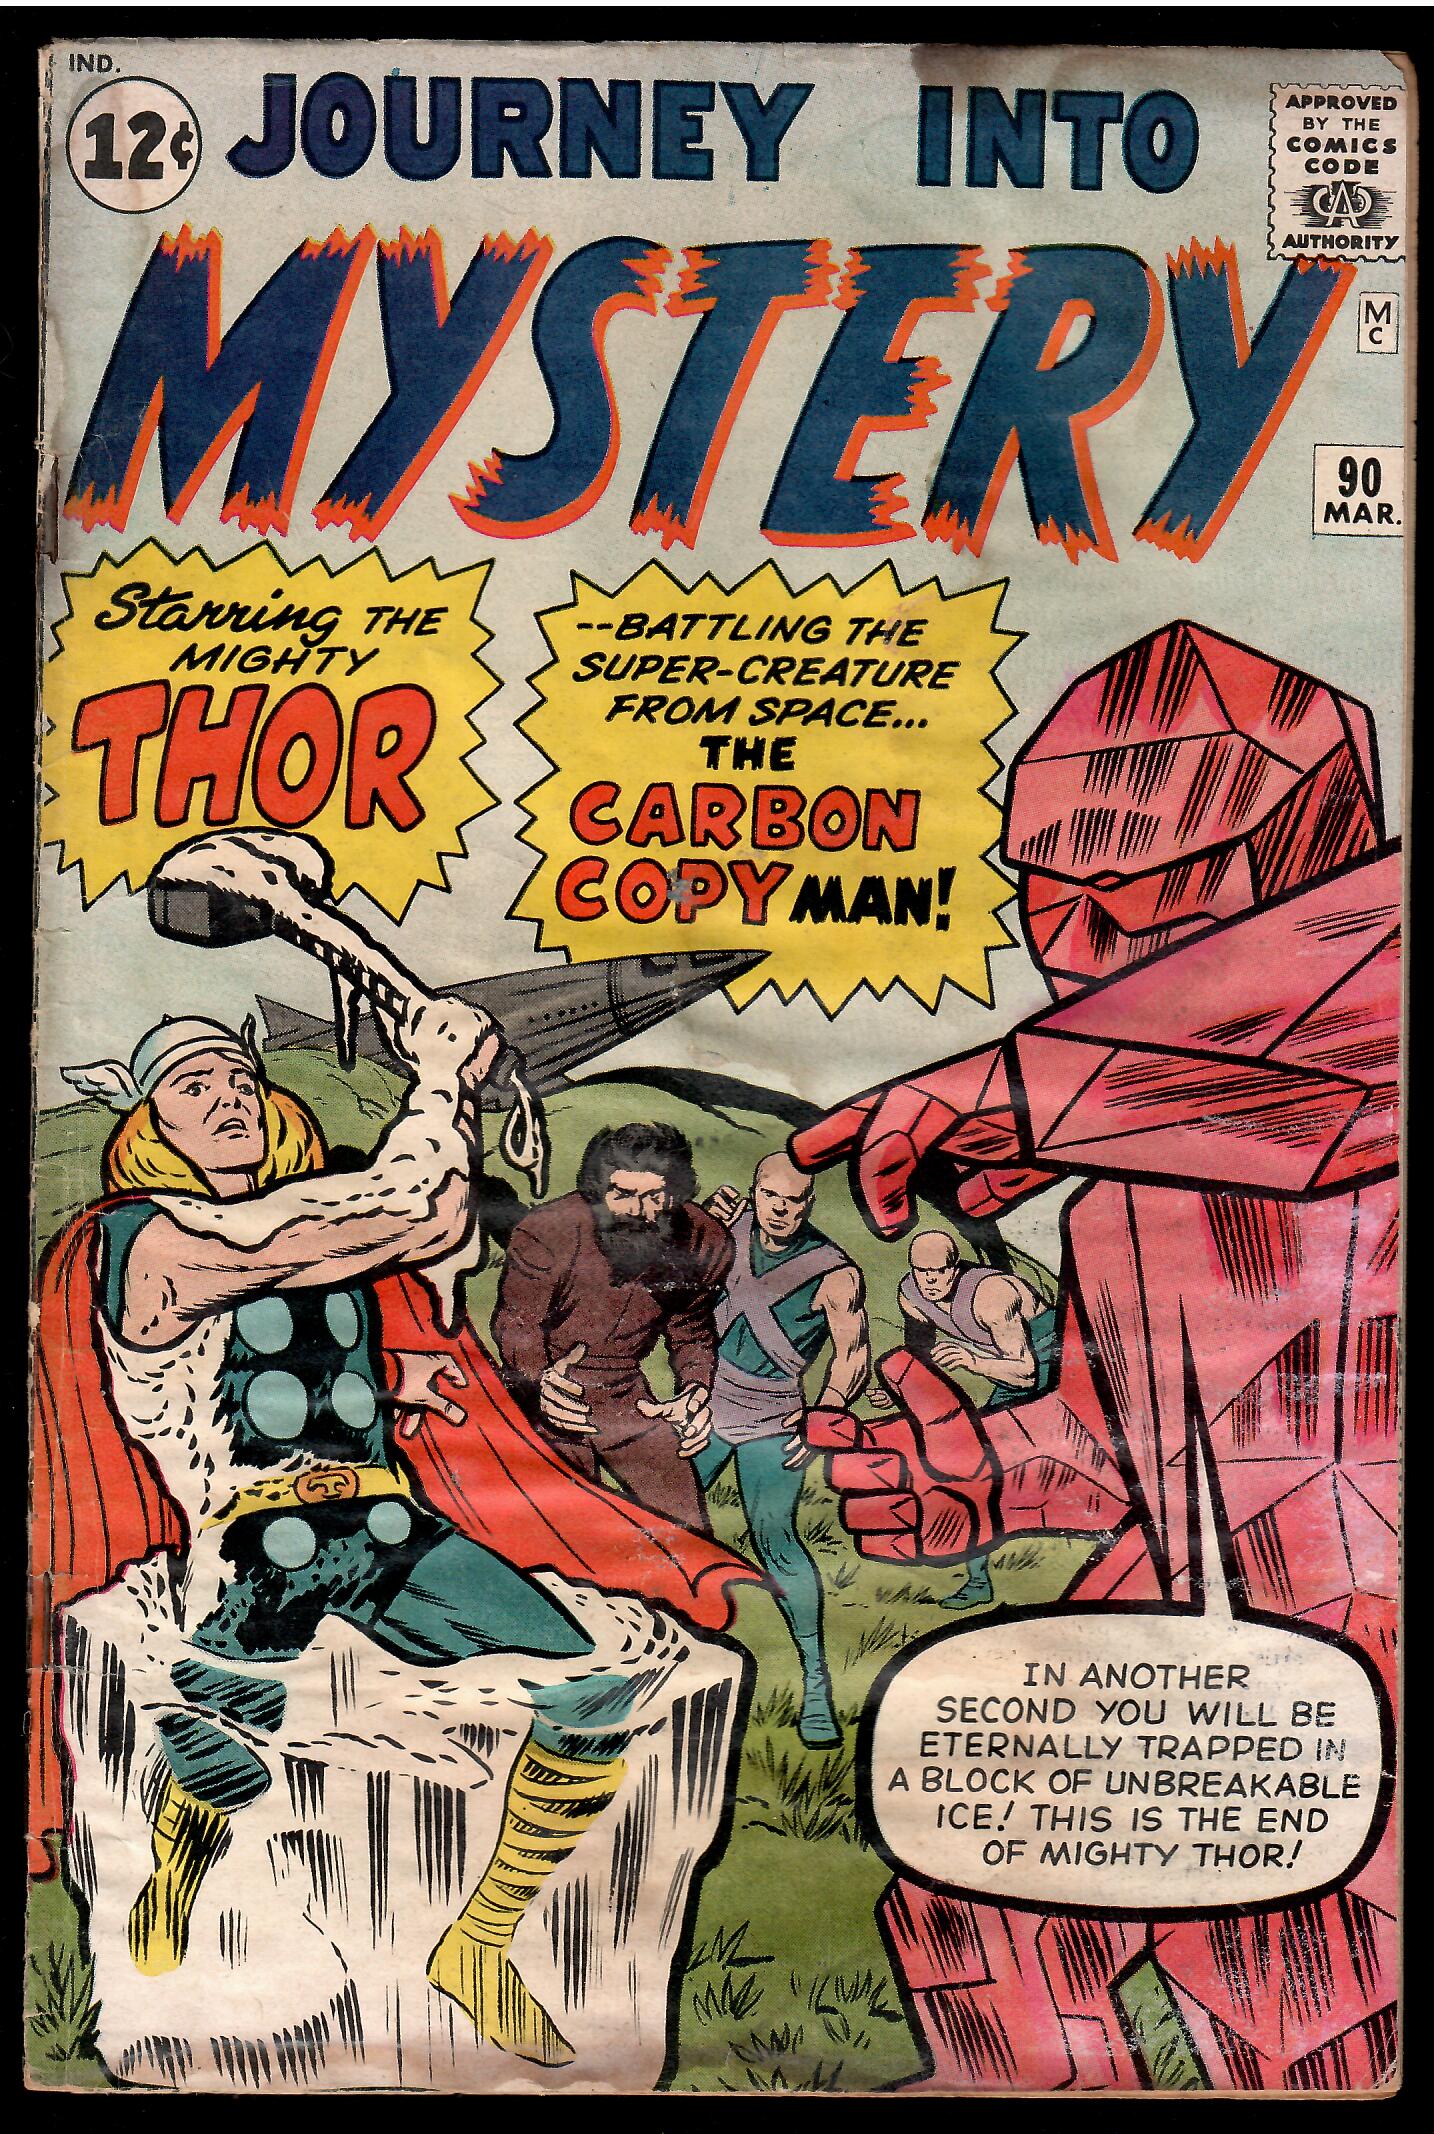 IND.
12¢
JOURNEY INTO
MYSTERY
APPROVED
BY THE
COMICS
CODE
CA
AUTHORITY
M
C
90
MAR.
Starring THE
MIGHTY
THOR
--BATTLING THE
SUPER-CREATURE
FROM SPACE...
THE
CARBON
COPY MAN!
IN ANOTHER
SECOND YOU WILL BE
ETERNALLY TRAPPED IN
A BLOCK OF UNBREAKABLE
ICE! THIS IS THE END
OF MIGHTY THOR!